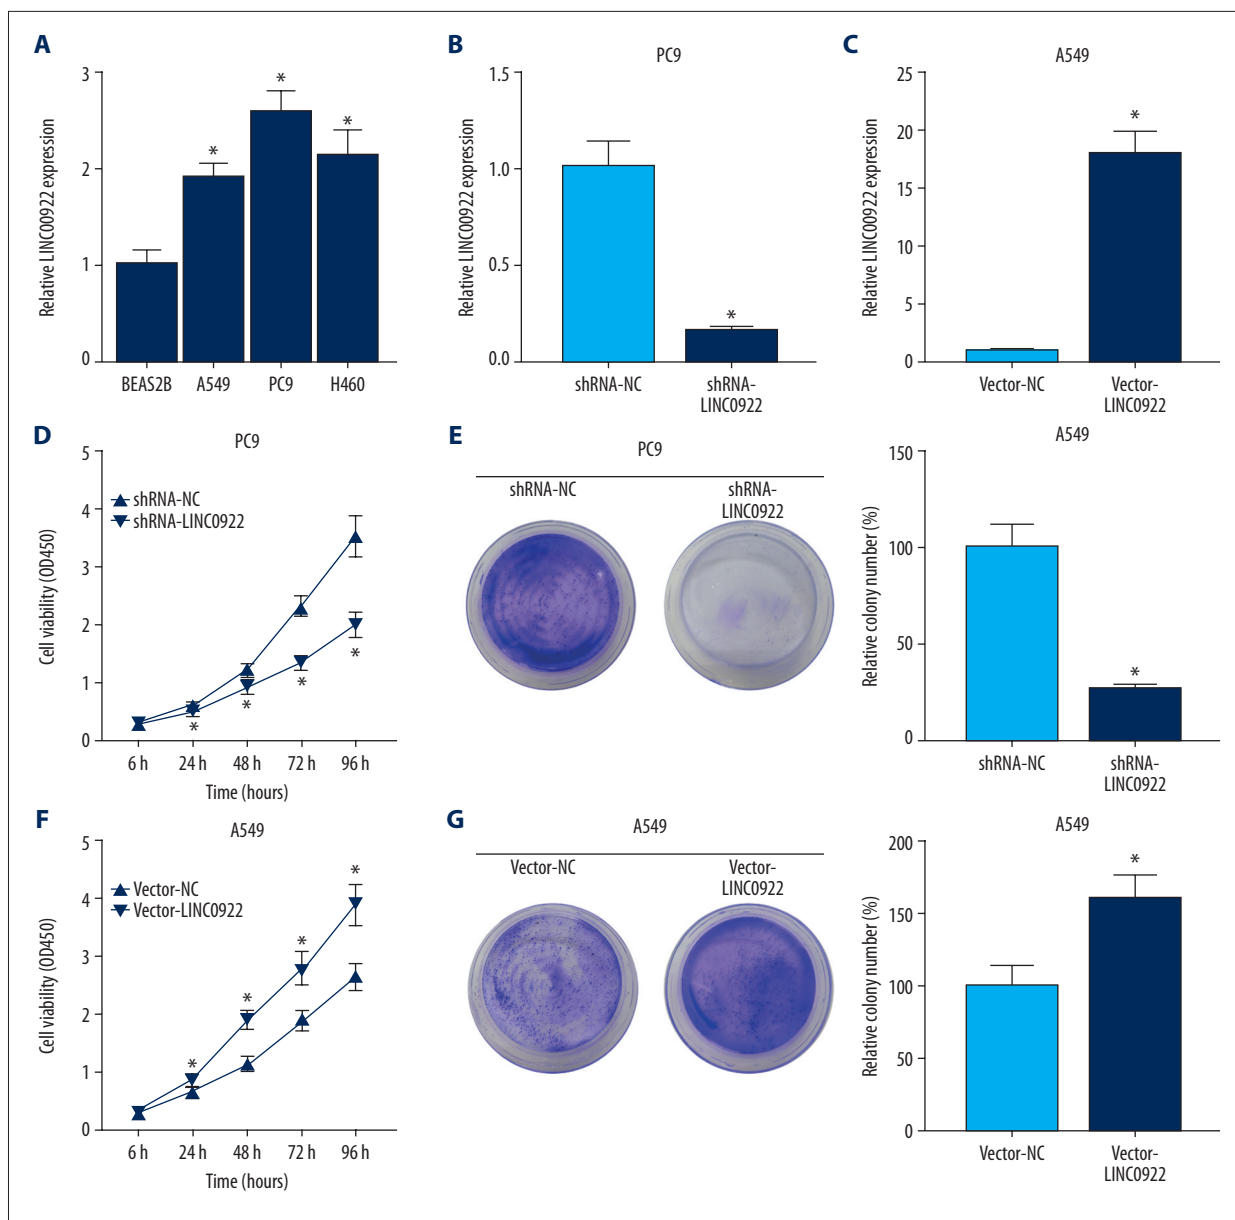 A
Relative LINC00922 expression
3
2
1
0
*
*
*
BEAS2B
A549
PC9
H460
B
PC9
Relative LINC00922 expression
1.5
1.0
0.5
0.0
*
shRNA-NC
shRNA-
LINC0922
C
A549
Relative LINC00922 expression
25
20
15
10
5
0
*
Vector-NC
Vector-
LINC0922
D
PC9
Cell viability (OD450)
5
4
3
2
1
0
shRNA-NC
shRNA-LINC0922
*
*
*
*
6 h
24 h
48 h
72 h
96 h
Time (hours)
E
PC9
shRNA-NC
shRNA-
LINC0922
A549
Relative colony number (%)
150
100
50
0
*
shRNA-NC
shRNA-
LINC0922
F
A549
Cell viability (OD450)
5
4
3
2
1
0
Vector-NC
Vector-LINC0922
*
*
*
*
6 h
24 h
48 h
72 h
96 h
Time (hours)
G
A549
Vector-NC
Vector-
LINC0922
A549
Relative colony number (%)
200
150
100
50
0
*
Vector-NC
Vector-
LINC0922